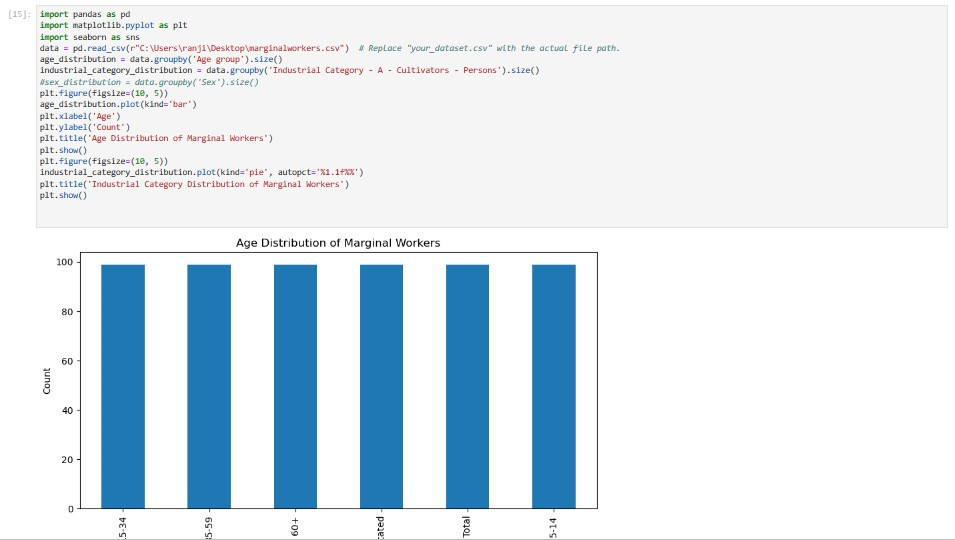 [15]:
import pandas as pd
import matplotlib.pyplot as plt
import seaborn as sns
data = pd.read_csv(r"C:\Users\ranji\Desktop\marginalworkers.csv")  # Replace "your_dataset.csv" with the actual file path.
age_distribution = data.groupby('Age group').size()
industrial_category_distribution = data.groupby('Industrial Category - A - Cultivators - Persons').size()
#sex_distribution = data.groupby('Sex').size()
plt.figure(figsize=(10, 5))
age_distribution.plot(kind='bar')
plt.xlabel('Age')
plt.ylabel('Count')
plt.title('Age Distribution of Marginal Workers')
plt.show()
plt.figure(figsize=(10, 5))
industrial_category_distribution.plot(kind='pie', autopct='%1.1f%%')
plt.title('Industrial Category Distribution of Marginal Workers')
plt.show()
Age Distribution of Marginal Workers
100
80
60
40
20
0
Count
5-34
60+
Total
5-14